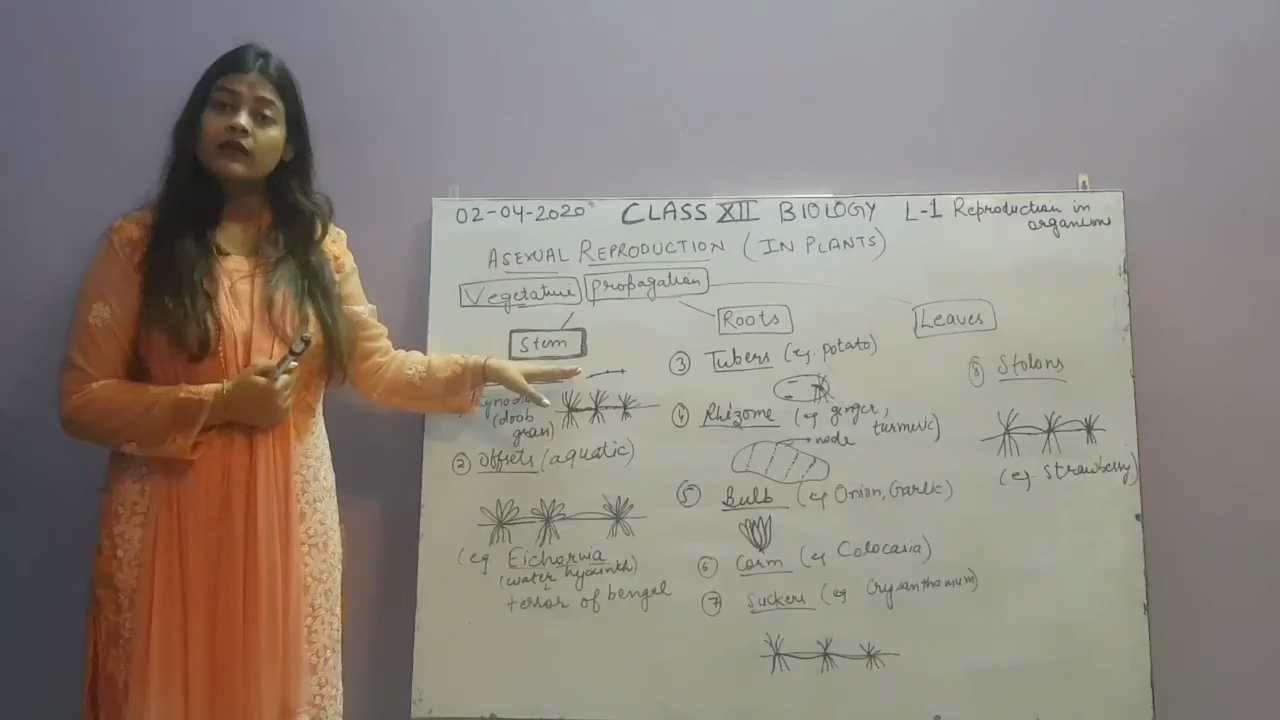 02-04-2020 CLASS XII BIOLOGY L-1 Reproduction in
organism
ASEXUAL REPRODUCTION (IN PLANTS)
Vegetative propagation
Stem
Roots
Leaves
(doob
grass)
② Offsets (aquatic)
(eg Eichornia
(water hyacinth)
terror of bengal
③ Tubers (eg. potato)
④ Rhizome (eg ginger,
turmeric)
node
⑤ Bulb (eg Onion, Garlic)
⑥ Corm (eg Colocasia)
⑦ Suckers (eg Crysanthamum)
⑧ Stolons
(eg Strawberry)